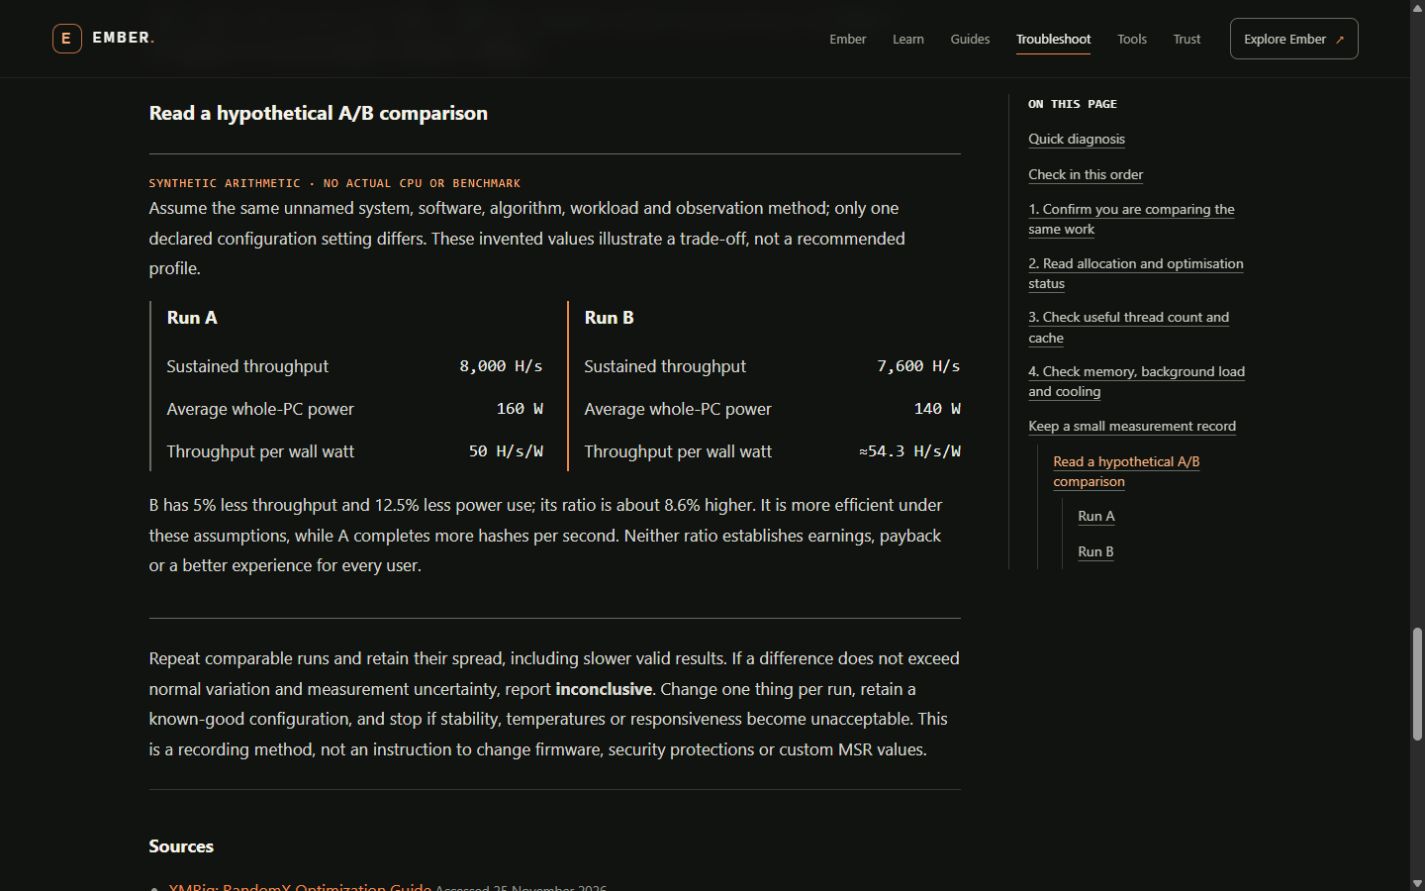 E EMBER.
Ember Learn Guides Troubleshoot Tools Trust Explore Ember ↗
Read a hypothetical A/B comparison
SYNTHETIC ARITHMETIC · NO ACTUAL CPU OR BENCHMARK
Assume the same unnamed system, software, algorithm, workload and observation method; only one
declared configuration setting differs. These invented values illustrate a trade-off, not a recommended
profile.
Run A
Sustained throughput 8,000 H/s
Average whole-PC power 160 W
Throughput per wall watt 50 H/s/W
Run B
Sustained throughput 7,600 H/s
Average whole-PC power 140 W
Throughput per wall watt ≈54.3 H/s/W
B has 5% less throughput and 12.5% less power use; its ratio is about 8.6% higher. It is more efficient under
these assumptions, while A completes more hashes per second. Neither ratio establishes earnings, payback
or a better experience for every user.
Repeat comparable runs and retain their spread, including slower valid results. If a difference does not exceed
normal variation and measurement uncertainty, report inconclusive. Change one thing per run, retain a
known-good configuration, and stop if stability, temperatures or responsiveness become unacceptable. This
is a recording method, not an instruction to change firmware, security protections or custom MSR values.
Sources
• XMRig: RandomX Optimization Guide Accessed 25 November 2026
ON THIS PAGE
Quick diagnosis
Check in this order
1. Confirm you are comparing the
same work
2. Read allocation and optimisation
status
3. Check useful thread count and
cache
4. Check memory, background load
and cooling
Keep a small measurement record
Read a hypothetical A/B
comparison
Run A
Run B